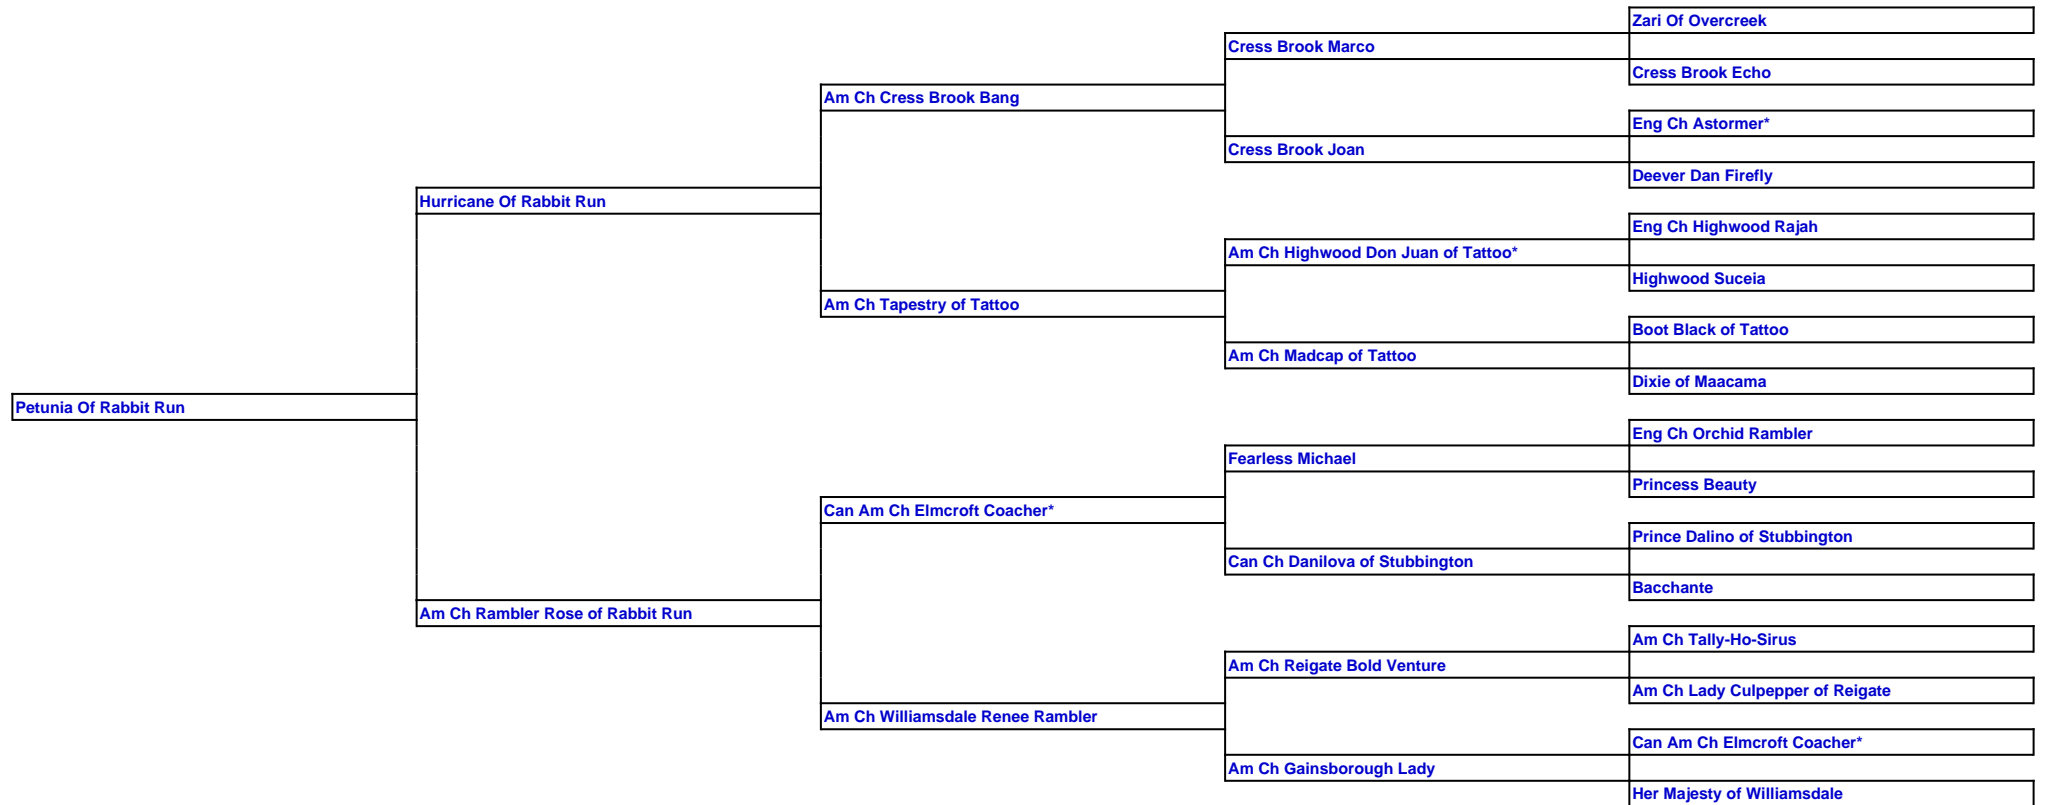 Zari Of Overcreek
Cress Brook Marco
Cress Brook Echo
Am Ch Cress Brook Bang
Eng Ch Astormer*
Cress Brook Joan
Deever Dan Firefly
Hurricane Of Rabbit Run
Eng Ch Highwood Rajah
Am Ch Highwood Don Juan of Tattoo*
Highwood Suceia
Am Ch Tapestry of Tattoo
Boot Black of Tattoo
Am Ch Madcap of Tattoo
Dixie of Maacama
Petunia Of Rabbit Run
Eng Ch Orchid Rambler
Fearless Michael
Princess Beauty
Can Am Ch Elmcroft Coacher*
Prince Dalino of Stubbington
Can Ch Danilova of Stubbington
Bacchante
Am Ch Rambler Rose of Rabbit Run
Am Ch Tally-Ho-Sirus
Am Ch Reigate Bold Venture
Am Ch Lady Culpepper of Reigate
Am Ch Williamsdale Renee Rambler
Can Am Ch Elmcroft Coacher*
Am Ch Gainsborough Lady
Her Majesty of Williamsdale